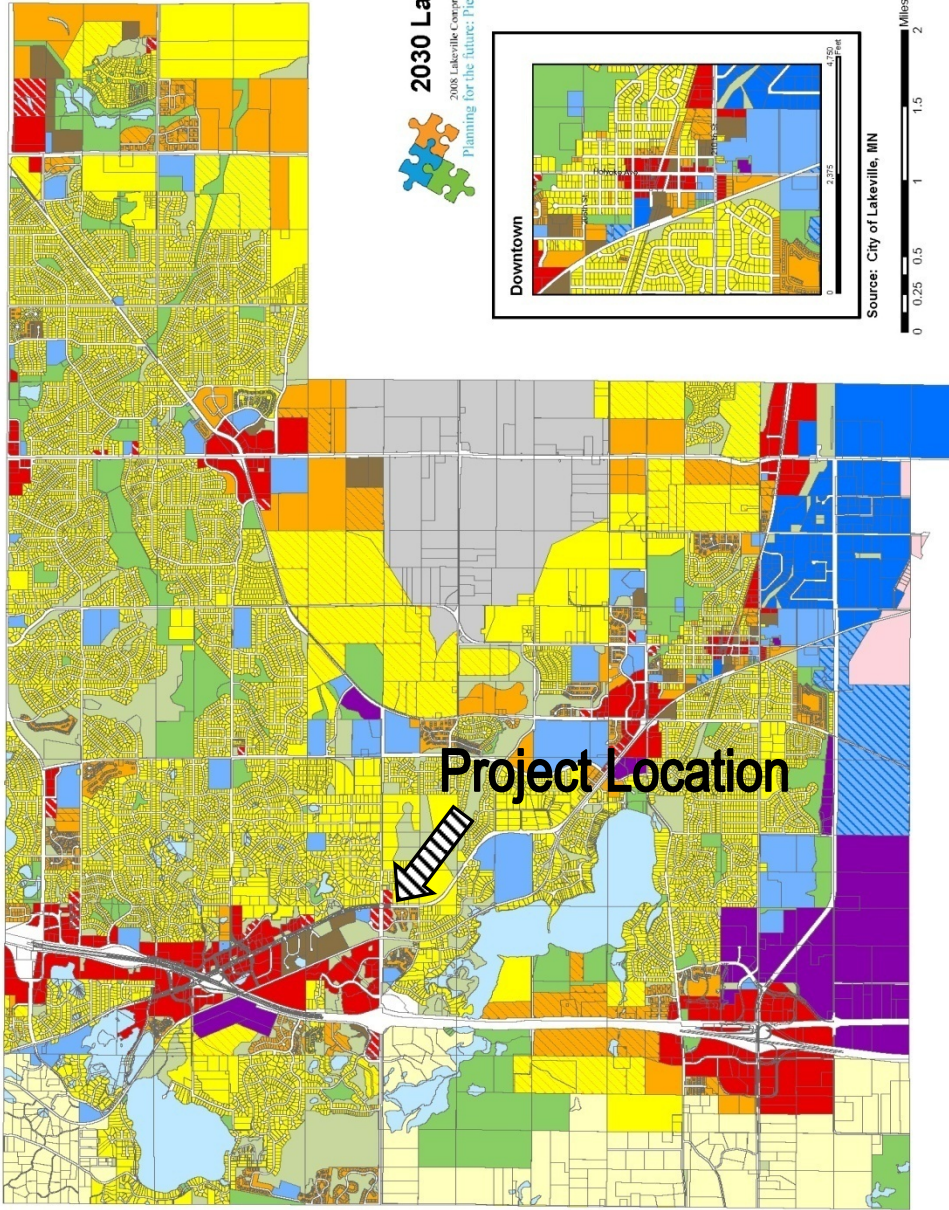 2030 La
2008 Lakeville Compr
Planning for the future: Pie
Downtown
0
2,375
4,750
Feet
Source: City of Lakeville, MN
0
0.25
0.5
1
1.5
2
Miles
Project Location